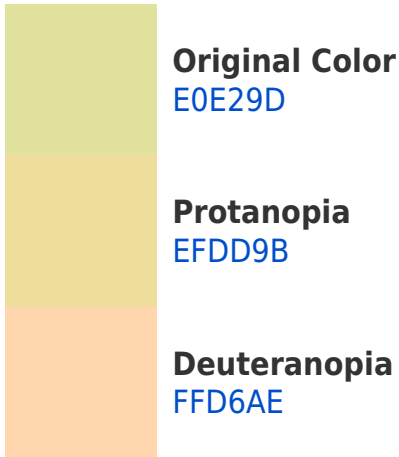 Original Color
E0E29D
Protanopia
EFDD9B
Deuteranopia
FFD6AE